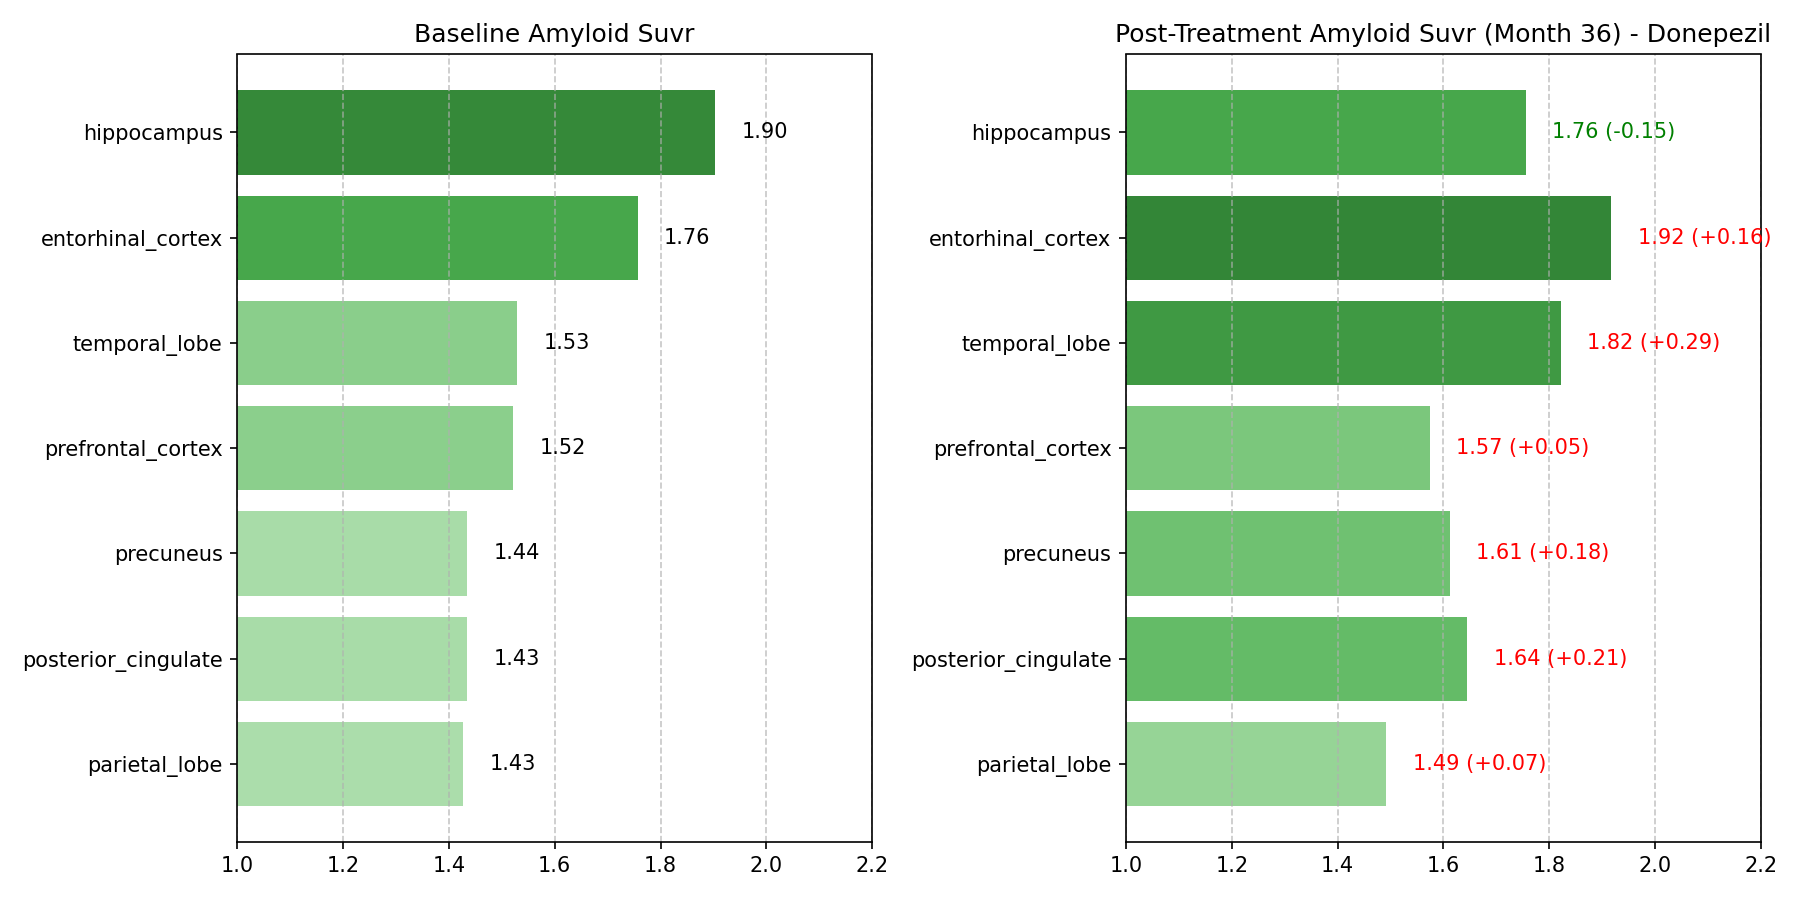 Baseline Amyloid Suvr
hippocampus 1.90
entorhinal_cortex 1.76
temporal_lobe 1.53
prefrontal_cortex 1.52
precuneus 1.44
posterior_cingulate 1.43
parietal_lobe 1.43
1.0 1.2 1.4 1.6 1.8 2.0 2.2
Post-Treatment Amyloid Suvr (Month 36) - Donepezil
hippocampus 1.76 (-0.15)
entorhinal_cortex 1.92 (+0.16)
temporal_lobe 1.82 (+0.29)
prefrontal_cortex 1.57 (+0.05)
precuneus 1.61 (+0.18)
posterior_cingulate 1.64 (+0.21)
parietal_lobe 1.49 (+0.07)
1.0 1.2 1.4 1.6 1.8 2.0 2.2